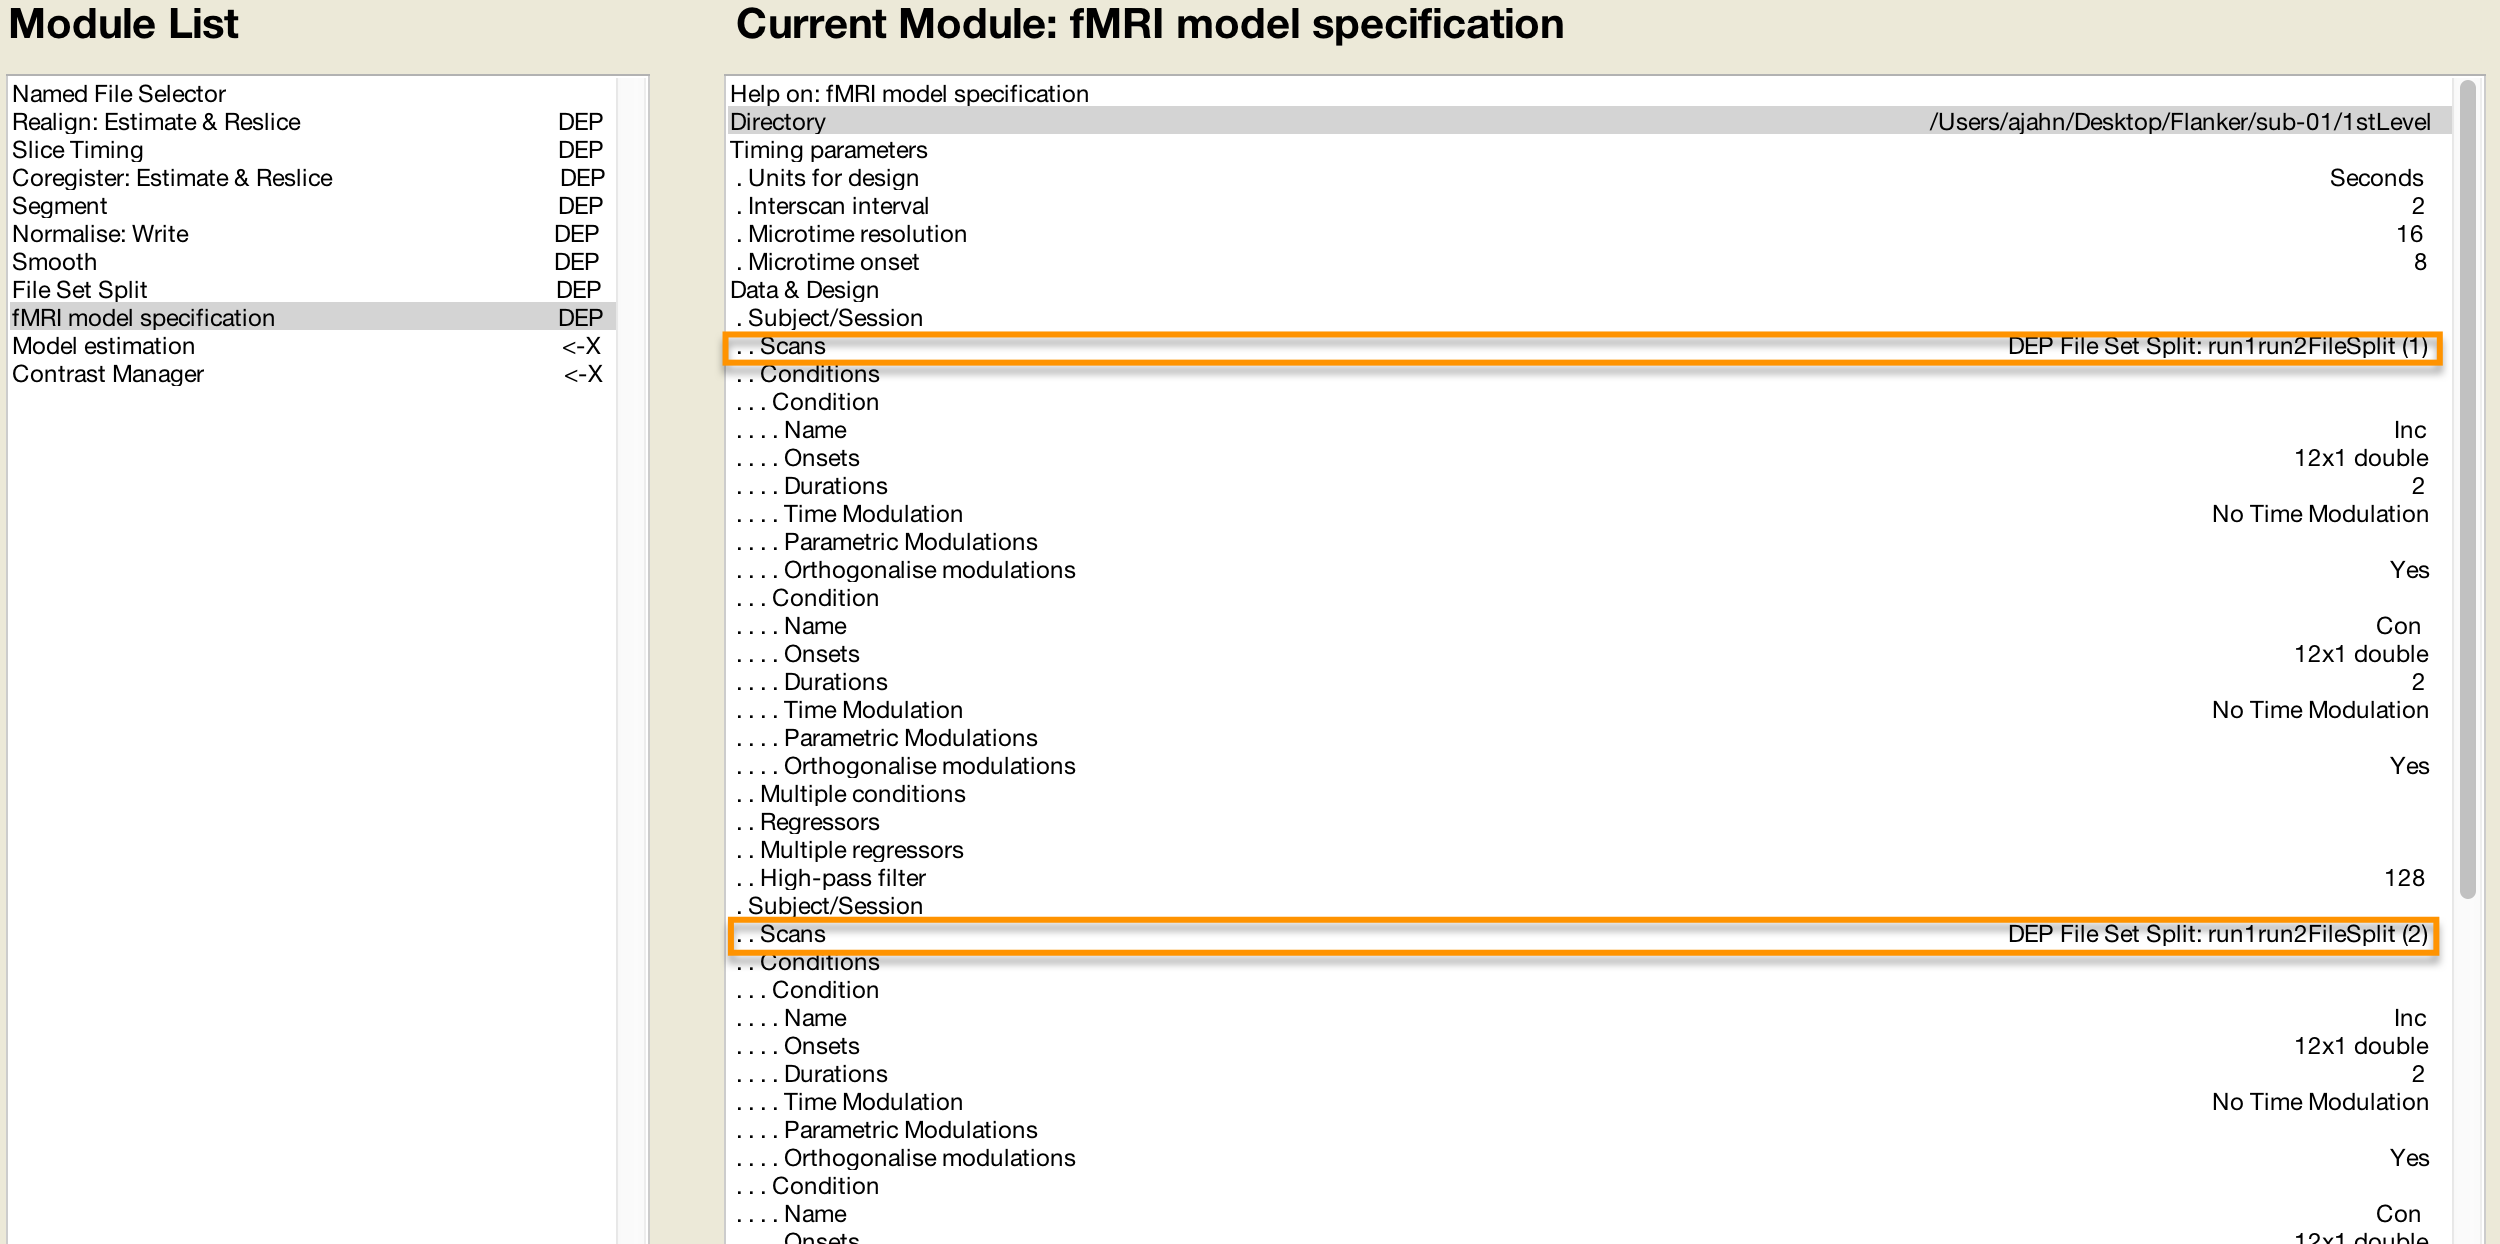 Module List
Named File Selector
Realign: Estimate & Reslice DEP
Slice Timing DEP
Coregister: Estimate & Reslice DEP
Segment DEP
Normalise: Write DEP
Smooth DEP
File Set Split DEP
fMRI model specification DEP
Model estimation <-X
Contrast Manager <-X
Current Module: fMRI model specification
Help on: fMRI model specification
Directory /Users/ajahn/Desktop/Flanker/sub-01/1stLevel
Timing parameters
. Units for design Seconds
. Interscan interval 2
. Microtime resolution 16
. Microtime onset 8
Data & Design
. Subject/Session
. . Scans DEP File Set Split: run1run2FileSplit (1)
. . Conditions
. . . Condition
. . . . Name Inc
. . . . Onsets 12x1 double
. . . . Durations 2
. . . . Time Modulation No Time Modulation
. . . . Parametric Modulations
. . . . Orthogonalise modulations Yes
. . . Condition
. . . . Name Con
. . . . Onsets 12x1 double
. . . . Durations 2
. . . . Time Modulation No Time Modulation
. . . . Parametric Modulations
. . . . Orthogonalise modulations Yes
. . Multiple conditions
. . Regressors
. . Multiple regressors
. . High-pass filter 128
. Subject/Session
. . Scans DEP File Set Split: run1run2FileSplit (2)
. . Conditions
. . . Condition
. . . . Name Inc
. . . . Onsets 12x1 double
. . . . Durations 2
. . . . Time Modulation No Time Modulation
. . . . Parametric Modulations
. . . . Orthogonalise modulations Yes
. . . Condition
. . . . Name Con
Onsets 12x1 double